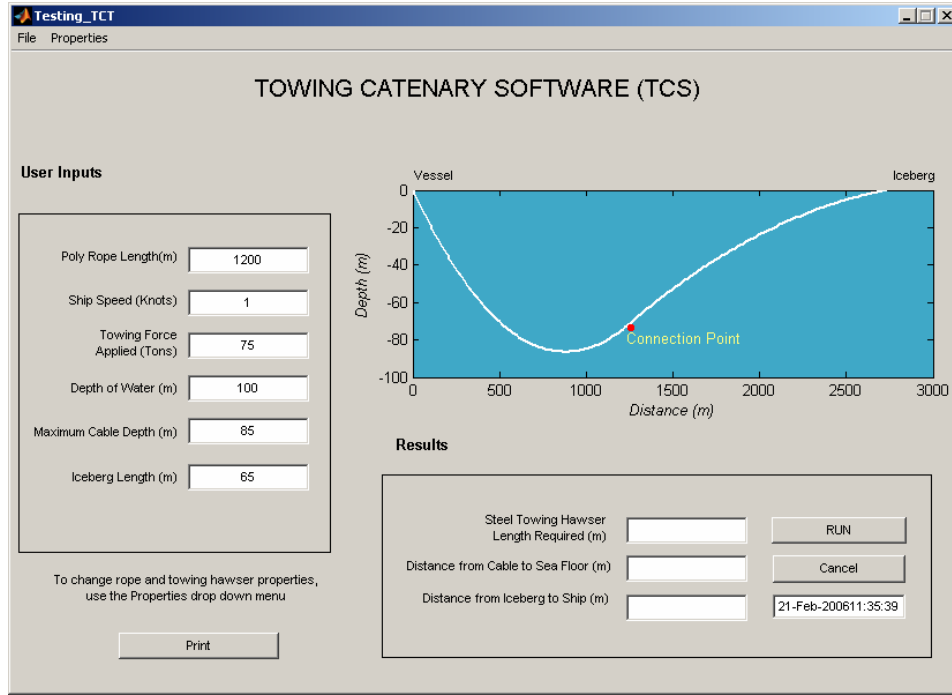 Testing_TCT
File Properties
TOWING CATENARY SOFTWARE (TCS)
User Inputs
Poly Rope Length(m) 1200
Ship Speed (Knots) 1
Towing Force
Applied (Tons) 75
Depth of Water (m) 100
Maximum Cable Depth (m) 85
Iceberg Length (m) 65
To change rope and towing hawser properties,
use the Properties drop down menu
Print
Vessel Iceberg
0
-20
-40
-60
-80
-100
Depth (m)
Connection Point
0 500 1000 1500 2000 2500 3000
Distance (m)
Results
Steel Towing Hawser
Length Required (m)
RUN
Distance from Cable to Sea Floor (m)
Cancel
Distance from Iceberg to Ship (m)
21-Feb-200611:35:39